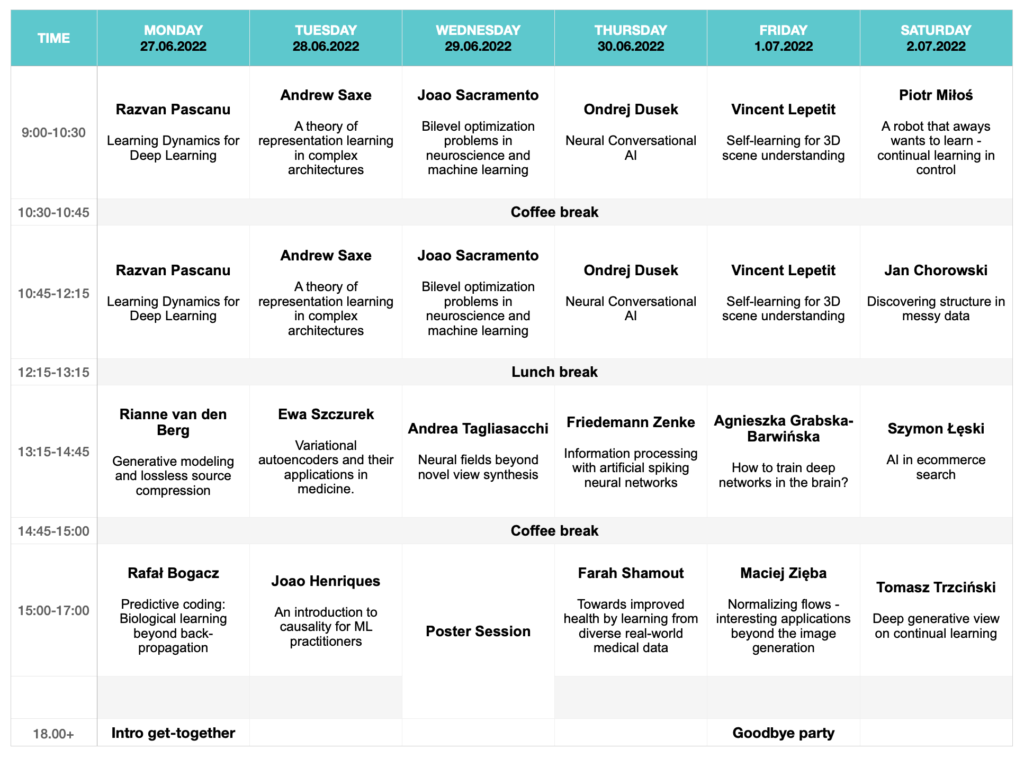 TIME
MONDAY
27.06.2022
TUESDAY
28.06.2022
WEDNESDAY
29.06.2022
THURSDAY
30.06.2022
FRIDAY
1.07.2022
SATURDAY
2.07.2022
9:00-10:30
Razvan Pascanu
Learning Dynamics for
Deep Learning
Andrew Saxe
A theory of
representation learning
in complex
architectures
Joao Sacramento
Bilevel optimization
problems in
neuroscience and
machine learning
Ondrej Dusek
Neural Conversational
AI
Vincent Lepetit
Self-learning for 3D
scene understanding
Piotr Miłoś
A robot that aways
wants to learn -
continual learning in
control
10:30-10:45
Coffee break
10:45-12:15
Razvan Pascanu
Learning Dynamics for
Deep Learning
Andrew Saxe
A theory of
representation learning
in complex
architectures
Joao Sacramento
Bilevel optimization
problems in
neuroscience and
machine learning
Ondrej Dusek
Neural Conversational
AI
Vincent Lepetit
Self-learning for 3D
scene understanding
Jan Chorowski
Discovering structure in
messy data
12:15-13:15
Lunch break
13:15-14:45
Rianne van den
Berg
Generative modeling
and lossless source
compression
Ewa Szczurek
Variational
autoencoders and their
applications in
medicine.
Andrea Tagliasacchi
Neural fields beyond
novel view synthesis
Friedemann Zenke
Information processing
with artificial spiking
neural networks
Agnieszka Grabska-
Barwińska
How to train deep
networks in the brain?
Szymon Łęski
AI in ecommerce
search
14:45-15:00
Coffee break
15:00-17:00
Rafał Bogacz
Predictive coding:
Biological learning
beyond back-
propagation
Joao Henriques
An introduction to
causality for ML
practitioners
Poster Session
Farah Shamout
Towards improved
health by learning from
diverse real-world
medical data
Maciej Zięba
Normalizing flows -
interesting applications
beyond the image
generation
Tomasz Trzciński
Deep generative view
on continual learning
18.00+
Intro get-together
Goodbye party